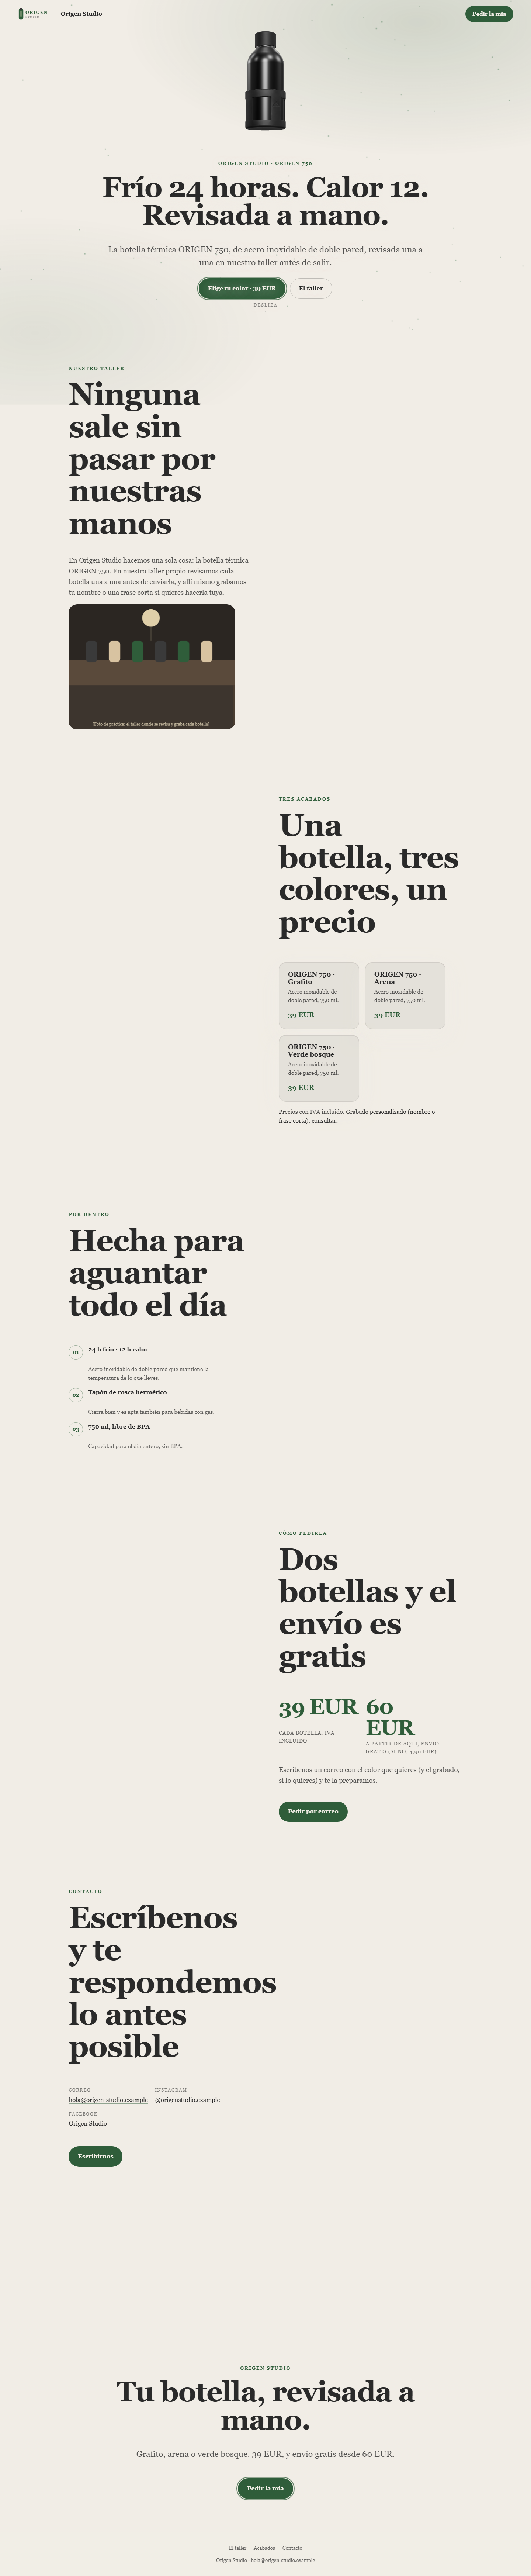 ORIGEN
STUDIO
Origen Studio
Pedir la mía
ORIGEN STUDIO · ORIGEN 750
Frío 24 horas. Calor 12.
Revisada a mano.
La botella térmica ORIGEN 750, de acero inoxidable de doble pared, revisada una a
una en nuestro taller antes de salir.
Elige tu color · 39 EUR
El taller
DESLIZA
NUESTRO TALLER
Ninguna
sale sin
pasar por
nuestras
manos
En Origen Studio hacemos una sola cosa: la botella térmica
ORIGEN 750. En nuestro taller propio revisamos cada
botella una a una antes de enviarla, y allí mismo grabamos
tu nombre o una frase corta si quieres hacerla tuya.
[Foto de práctica: el taller donde se revisa y graba cada botella]
TRES ACABADOS
Una
botella, tres
colores, un
precio
ORIGEN 750 ·
Grafito
Acero inoxidable de
doble pared, 750 ml.
39 EUR
ORIGEN 750 ·
Arena
Acero inoxidable de
doble pared, 750 ml.
39 EUR
ORIGEN 750 ·
Verde bosque
Acero inoxidable de
doble pared, 750 ml.
39 EUR
Precios con IVA incluido. Grabado personalizado (nombre o
frase corta): consultar.
POR DENTRO
Hecha para
aguantar
todo el día
01
24 h frío · 12 h calor
Acero inoxidable de doble pared que mantiene la
temperatura de lo que lleves.
02
Tapón de rosca hermético
Cierra bien y es apta también para bebidas con gas.
03
750 ml, libre de BPA
Capacidad para el día entero, sin BPA.
CÓMO PEDIRLA
Dos
botellas y el
envío es
gratis
39 EUR
CADA BOTELLA, IVA
INCLUIDO
60
EUR
A PARTIR DE AQUÍ, ENVÍO
GRATIS (SI NO, 4,90 EUR)
Escríbenos un correo con el color que quieres (y el grabado,
si lo quieres) y te la preparamos.
Pedir por correo
CONTACTO
Escríbenos
y te
respondemos
lo antes
posible
CORREO
hola@origen-studio.example
INSTAGRAM
@origenstudio.example
FACEBOOK
Origen Studio
Escribirnos
ORIGEN STUDIO
Tu botella, revisada a
mano.
Grafito, arena o verde bosque. 39 EUR, y envío gratis desde 60 EUR.
Pedir la mía
El taller
Acabados
Contacto
Origen Studio · hola@origen-studio.example